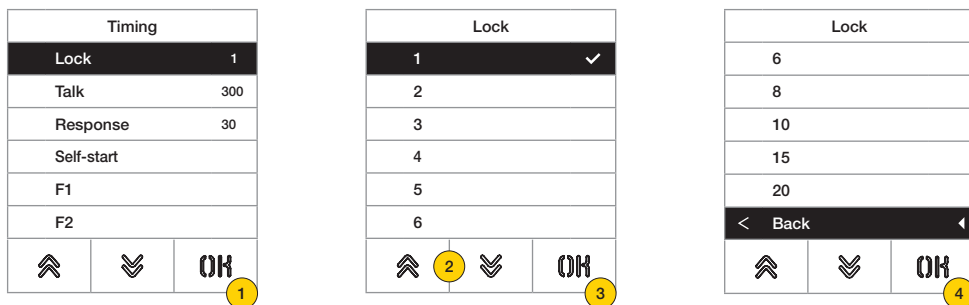 Timing
Lock 1
Talk 300
Response 30
Self-start
F1
F2
OK
1
Lock
1
2
3
4
5
6
2
OK
3
Lock
6
8
10
15
20
< Back
OK
4